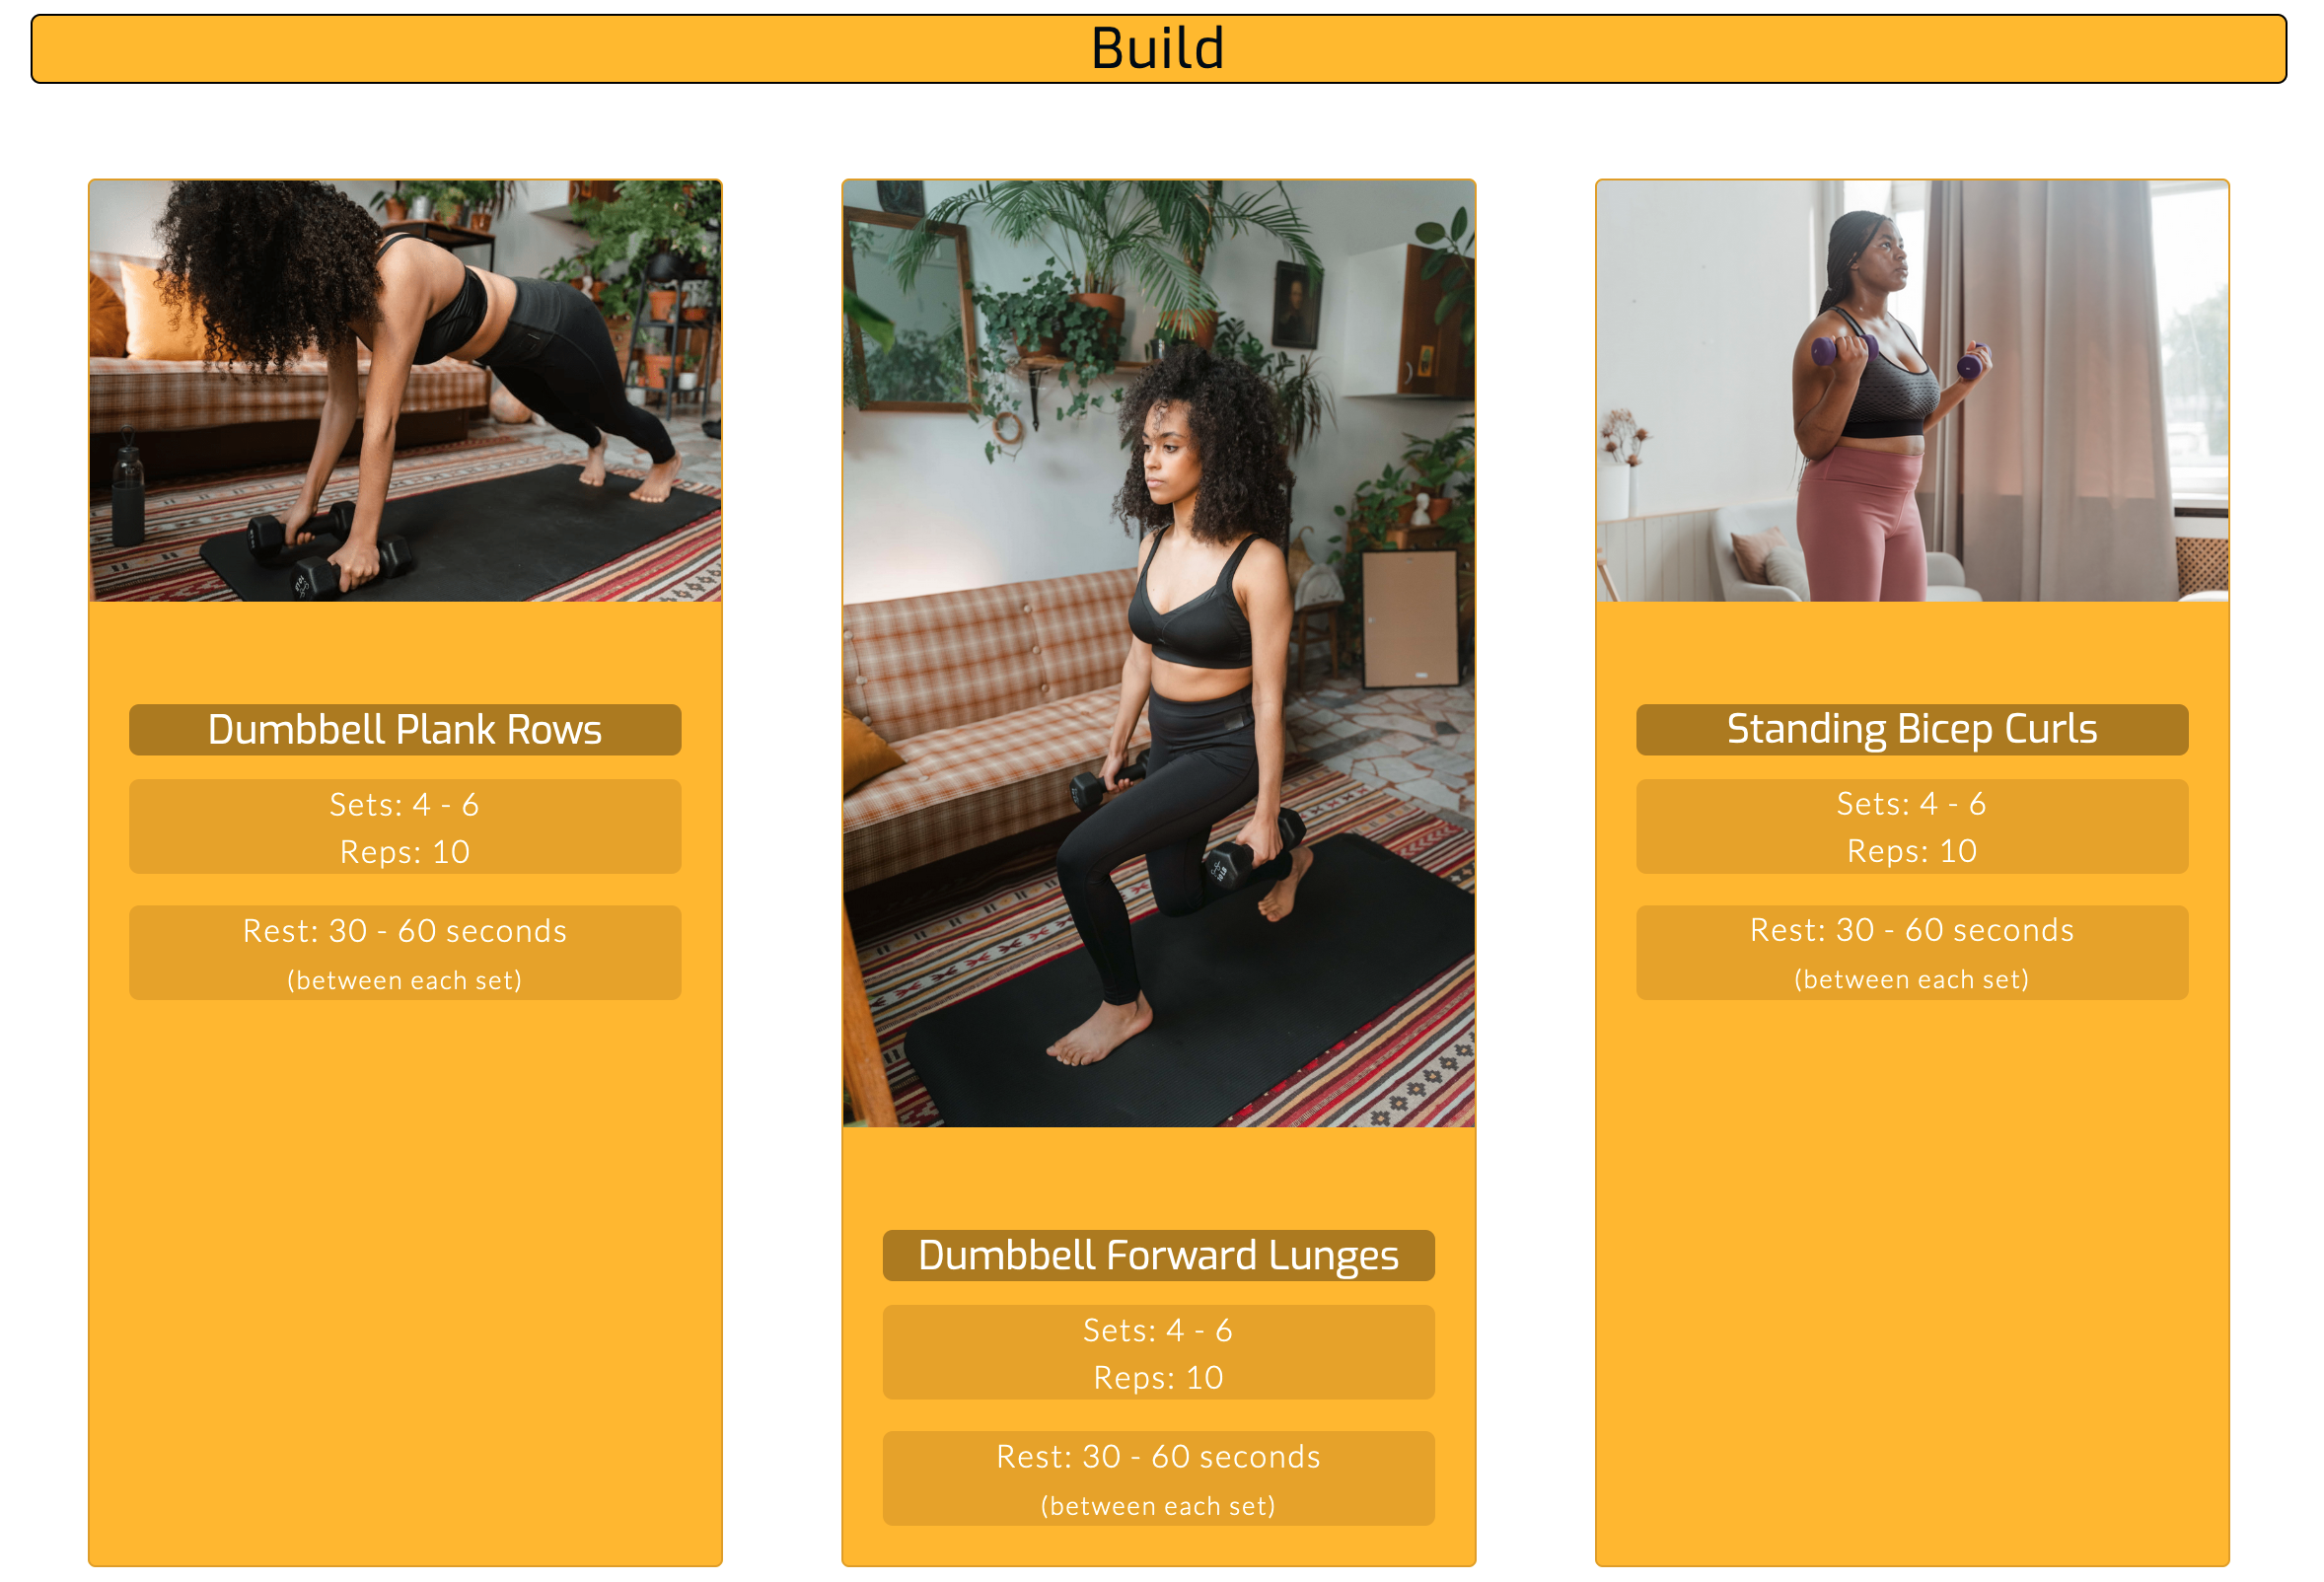 Build
Dumbbell Plank Rows
Sets: 4 - 6
Reps: 10
Rest: 30 - 60 seconds
(between each set)
Dumbbell Forward Lunges
Sets: 4 - 6
Reps: 10
Rest: 30 - 60 seconds
(between each set)
Standing Bicep Curls
Sets: 4 - 6
Reps: 10
Rest: 30 - 60 seconds
(between each set)